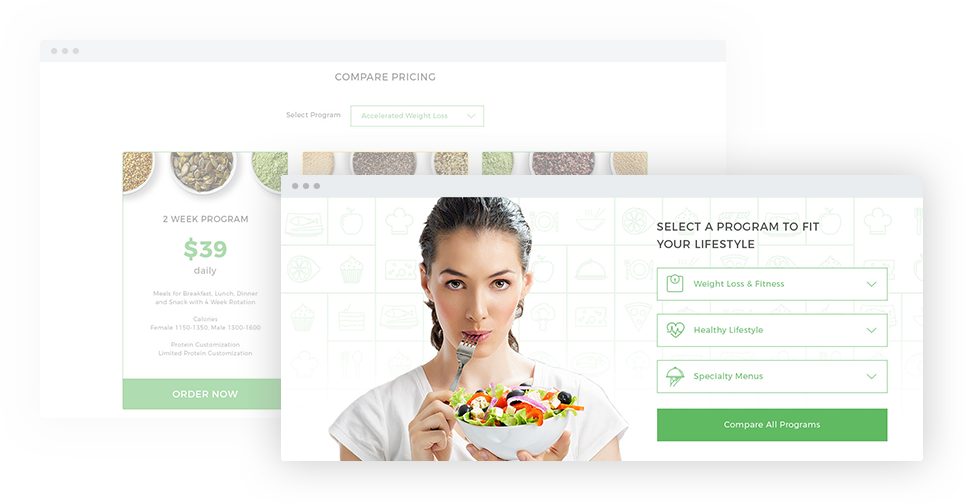 COMPARE PRICING
Select Program
Accelerated Weight Loss
2 WEEK PROGRAM
$39
daily
Meels for Breakfast, Lunch, Dinner
and Snack with 4 Week Rotation
Calories
Female 1150-1350, Male 1300-1600
Protein Customization
Limited Protein Customization
ORDER NOW
SELECT A PROGRAM TO FIT
YOUR LIFESTYLE
Weight Loss & Fitness
Healthy Lifestyle
Specialty Menus
Compare All Programs